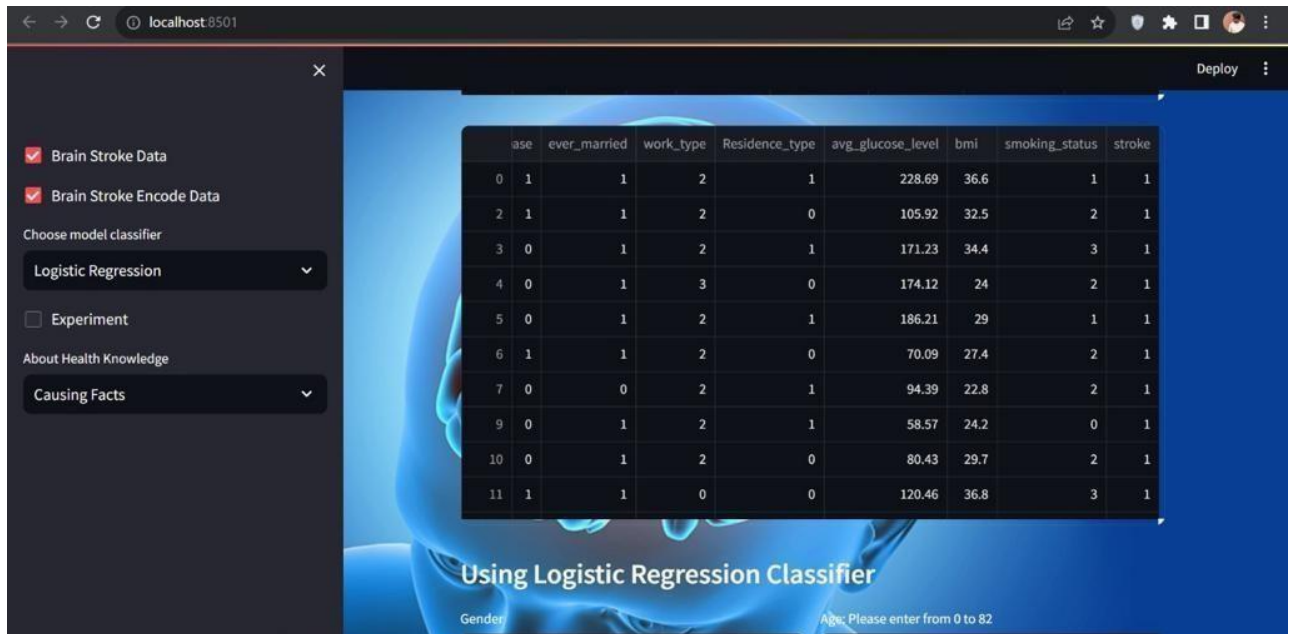 localhost:8501
Deploy
Brain Stroke Data
Brain Stroke Encode Data
Choose model classifier
Logistic Regression
Experiment
About Health Knowledge
Causing Facts
ase ever_married work_type Residence_type avg_glucose_level bmi smoking_status stroke
0 1 1 2 1 228.69 36.6 1 1
2 1 1 2 0 105.92 32.5 2 1
3 0 1 2 1 171.23 34.4 3 1
4 0 1 3 0 174.12 24 2 1
5 0 1 2 1 186.21 29 1 1
6 1 1 2 0 70.09 27.4 2 1
7 0 0 2 1 94.39 22.8 2 1
9 0 1 2 1 58.57 24.2 0 1
10 0 1 2 0 80.43 29.7 2 1
11 1 1 0 0 120.46 36.8 3 1
Using Logistic Regression Classifier
Gender Age: Please enter from 0 to 82